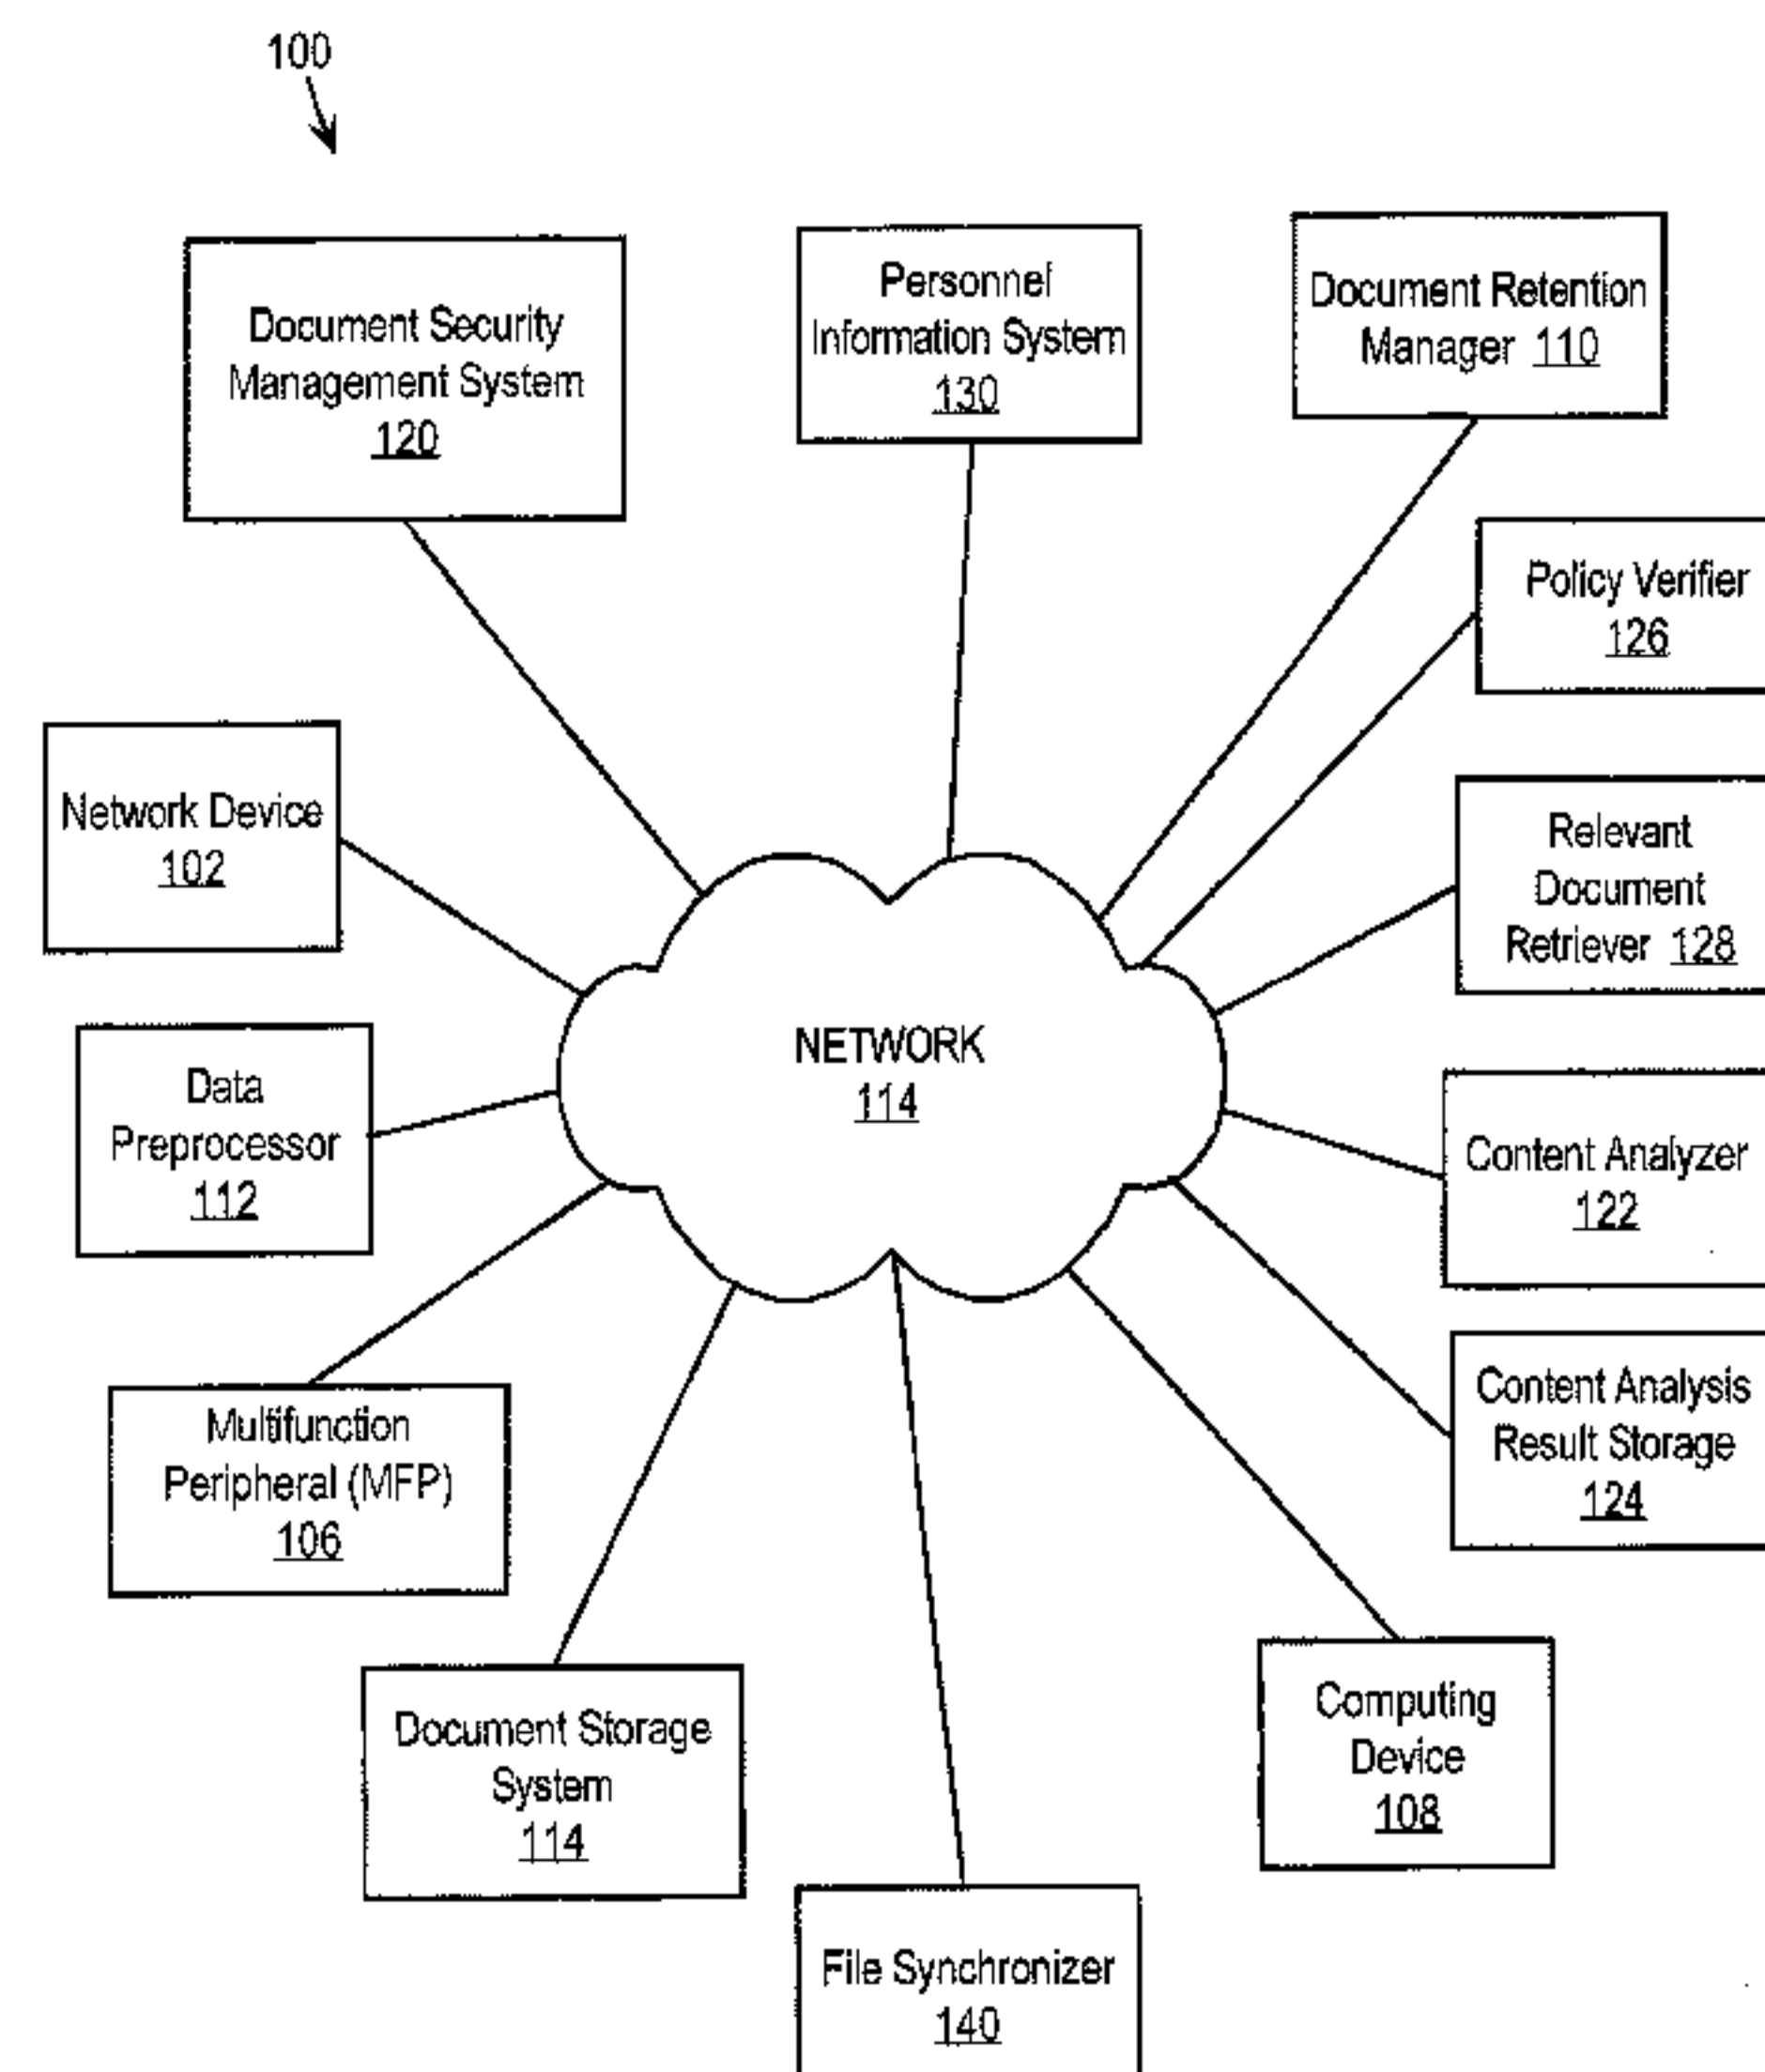 100
Document Security
Management System
120
Personnel
Information System
130
Document Retention
Manager 110
Policy Verifier
126
Network Device
102
Relevant
Document
Retriever 128
NETWORK
114
Data
Preprocessor
112
Content Analyzer
122
Multifunction
Peripheral (MFP)
106
Content Analysis
Result Storage
124
Document Storage
System
114
Computing
Device
108
File Synchronizer
140